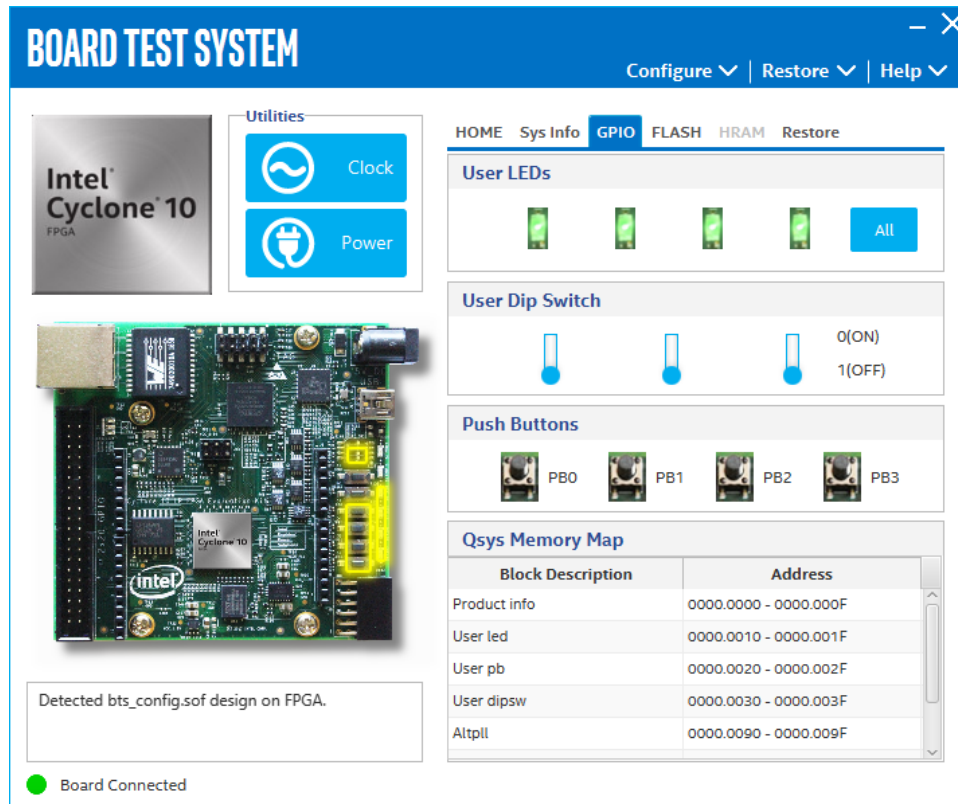 BOARD TEST SYSTEM
Configure | Restore | Help
Intel®
Cyclone® 10
FPGA
Utilities
Clock
Power
HOME Sys Info GPIO FLASH HRAM Restore
User LEDs
All
User Dip Switch
0(ON)
1(OFF)
Push Buttons
PB0 PB1 PB2 PB3
Intel
Cyclone 10
intel
Qsys Memory Map
Block Description Address
Product info 0000.0000 - 0000.000F
User led 0000.0010 - 0000.001F
User pb 0000.0020 - 0000.002F
User dipsw 0000.0030 - 0000.003F
Altpll 0000.0090 - 0000.009F
Detected bts_config.sof design on FPGA.
Board Connected